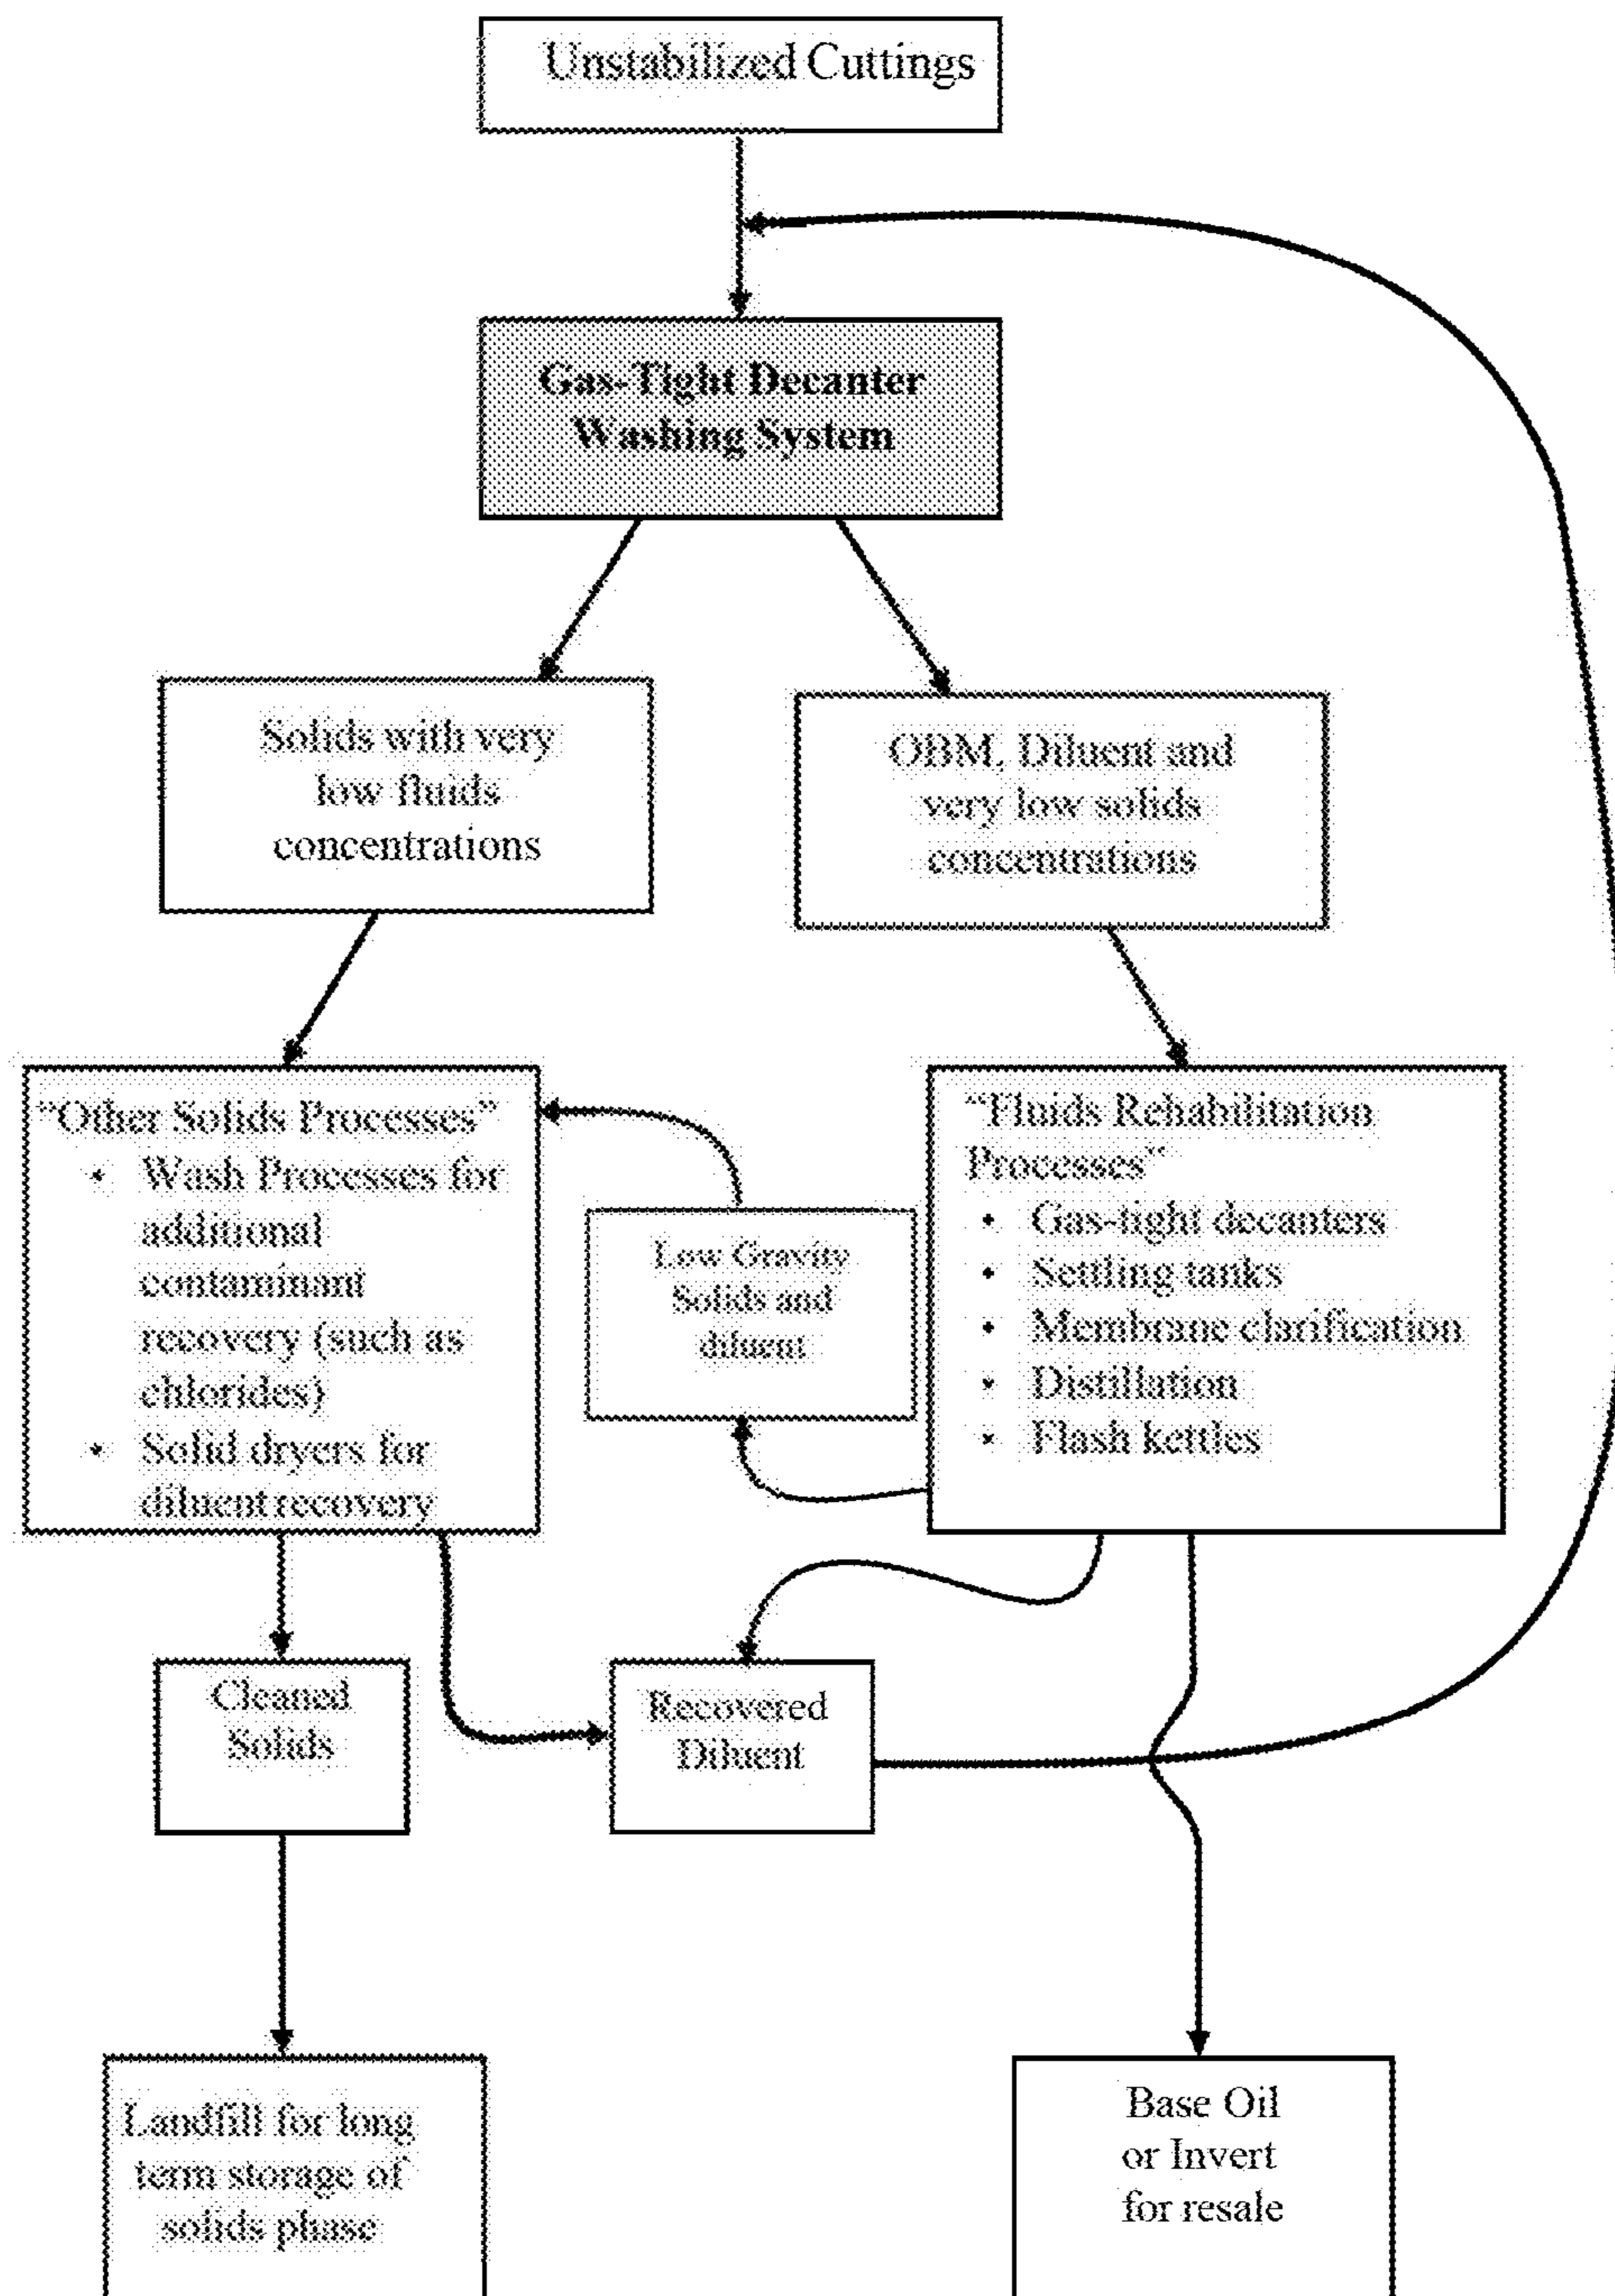 Unstabilized Cuttings
Gas-Tight Decanter
Washing System
Solids with very
low fluids
concentrations
OBM, Diluent and
very low solids
concentrations
“Other Solids Processes”
• Wash Processes for
additional
contaminant
recovery (such as
chlorides)
• Solid dryers for
diluent recovery
Low Gravity
Solids and
diluent
“Fluids Rehabilitation
Processes“
• Gas-tight decanters
• Settling tanks
• Membrane clarification
• Distillation
• Flash kettles
Cleaned
Solids
Recovered
Diluent
Landfill for long
term storage of
solids phase
Base Oil
or Invert
for resale